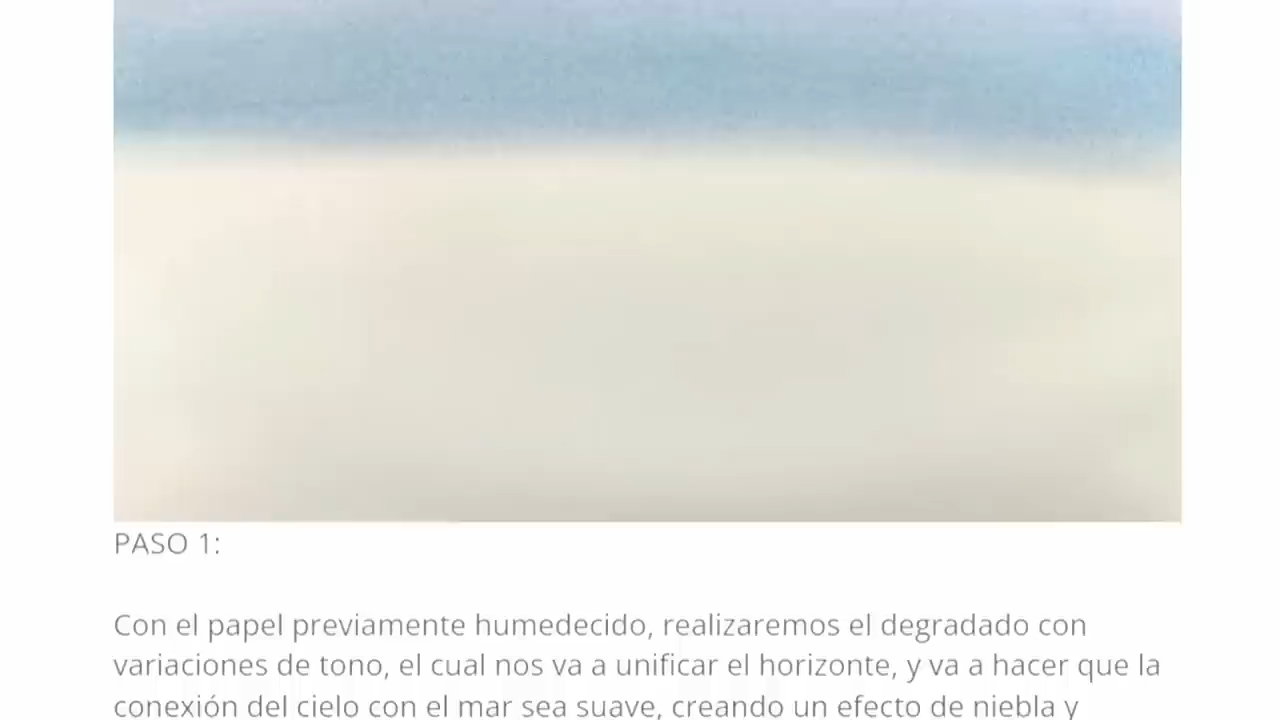 PASO 1:
Con el papel previamente humedecido, realizaremos el degradado con
variaciones de tono, el cual nos va a unificar el horizonte, y va a hacer que la
conexión del cielo con el mar sea suave, creando un efecto de niebla y